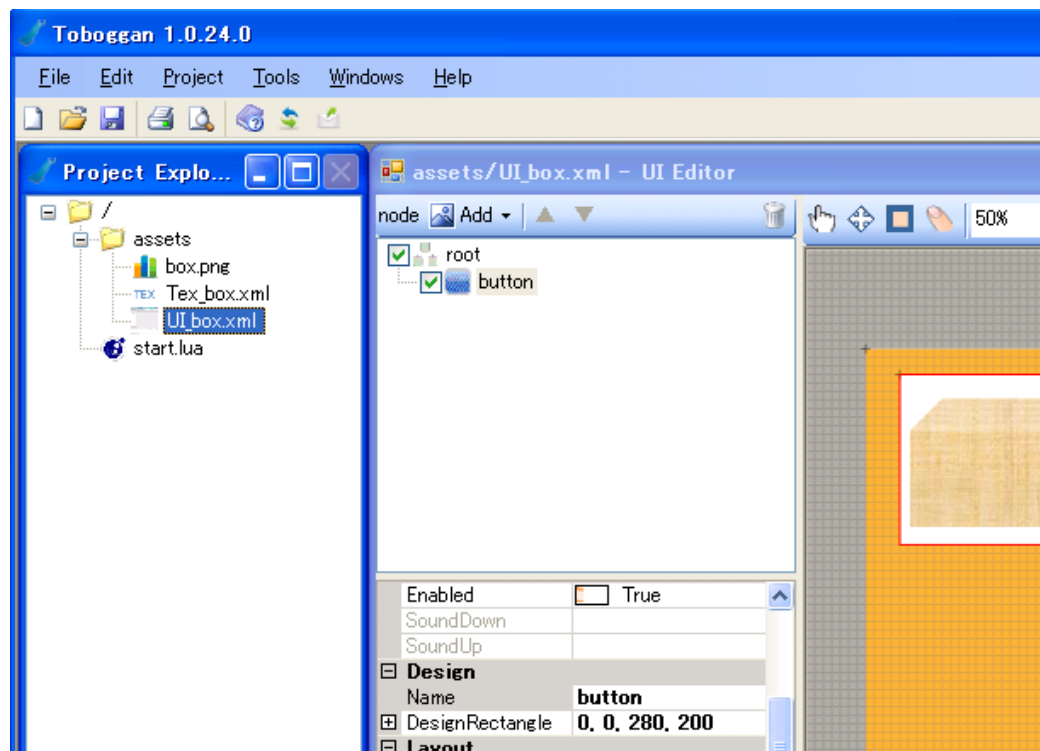 Toboggan 1.0.24.0
File Edit Project Tools Windows Help
Project Explo...
/
assets
box.png
Tex_box.xml
UI_box.xml
start.lua
assets/UI_box.xml - UI Editor
node Add 50%
root
button
Enabled True
SoundDown
SoundUp
Design
Name button
DesignRectangle 0, 0, 280, 200
Layout
TEX